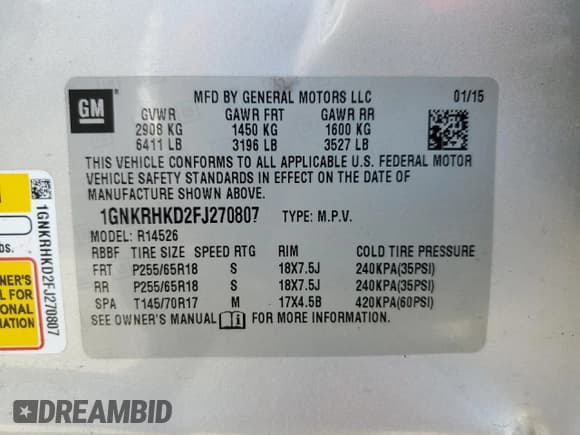 GM
MFD BY GENERAL MOTORS LLC 01/15
GVWR GAWR FRT GAWR RR
2908 KG 1450 KG 1600 KG
6411 LB 3196 LB 3527 LB
THIS VEHICLE CONFORMS TO ALL APPLICABLE U.S. FEDERAL MOTOR
VEHICLE SAFETY STANDARDS IN EFFECT ON THE DATE OF
MANUFACTURE SHOWN ABOVE.
1GNKRHKD2FJ270807 TYPE: M.P.V.
MODEL: R14526
RBBF TIRE SIZE SPEED RTG RIM COLD TIRE PRESSURE
FRT P255/65R18 S 18X7.5J 240KPA(35PSI)
RR P255/65R18 S 18X7.5J 240KPA(35PSI)
SPA T145/70R17 M 17X4.5B 420KPA(60PSI)
SEE OWNER'S MANUAL FOR MORE INFORMATION.
1GNKRHKD2FJ270807
lbs.
OWNER'S
FOR
DREAMBID